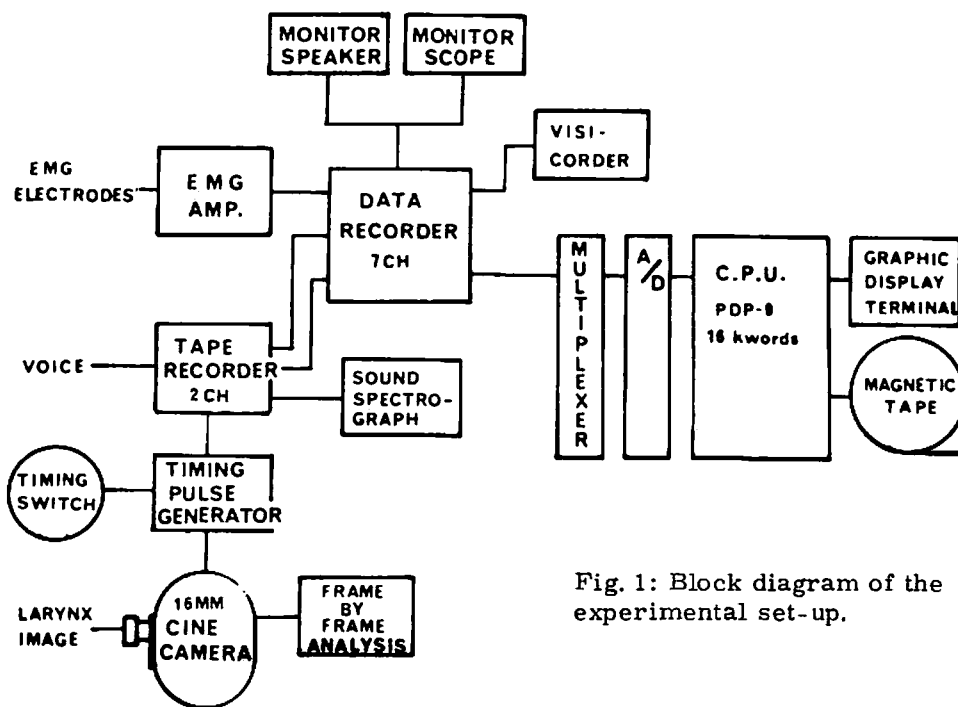 MONITOR
SPEAKER
MONITOR
SCOPE
VISI-
CORDER
EMG
ELECTRODES
EMG
AMP.
DATA
RECORDER
7CH
MULTIPLEXER
A/D
C.P.U.
PDP-9
16 kwords
GRAPHIC
DISPLAY
TERMINAL
MAGNETIC
TAPE
VOICE
TAPE
RECORDER
2CH
SOUND
SPECTRO-
GRAPH
TIMING
SWITCH
TIMING
PULSE
GENERATOR
LARYNX
IMAGE
16MM
CINE
CAMERA
FRAME
BY
FRAME
ANALYSIS
Fig. 1: Block diagram of the
experimental set-up.